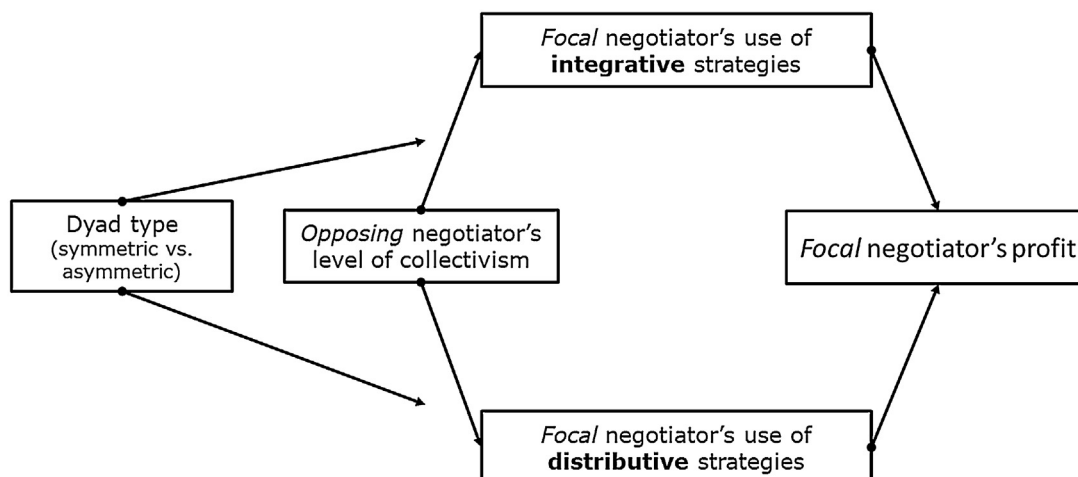 Focal negotiator's use of
integrative strategies
Dyad type
(symmetric vs.
asymmetric)
Opposing negotiator's
level of collectivism
Focal negotiator's profit
Focal negotiator's use of
distributive strategies